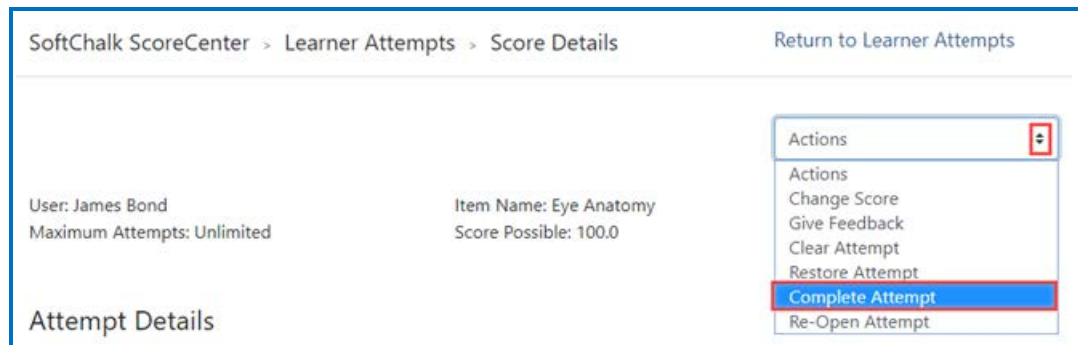 SoftChalk ScoreCenter > Learner Attempts > Score Details
Return to Learner Attempts
Actions
Actions
Change Score
Give Feedback
Clear Attempt
Restore Attempt
Complete Attempt
Re-Open Attempt
User: James Bond
Item Name: Eye Anatomy
Maximum Attempts: Unlimited
Score Possible: 100.0
Attempt Details